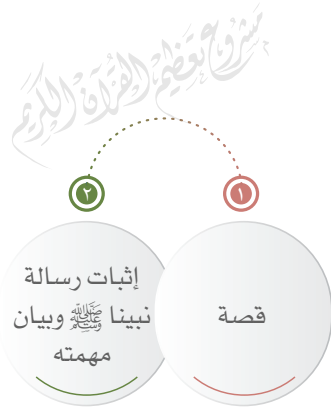 مشروع تعظيم القرآن الكريم
١
٢
قصة
إثبات رسالة
نبينا ﷺ وبيان
مهمته